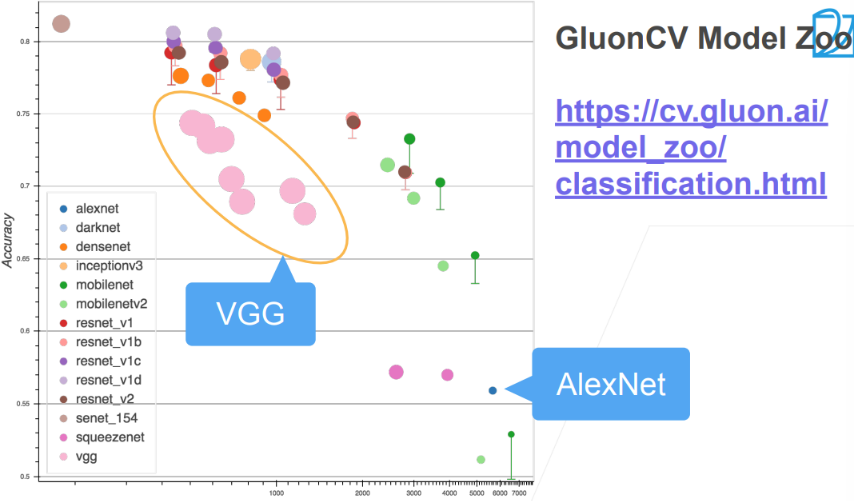 GluonCV Model Zoo
https://cv.gluon.ai/
model_zoo/
classification.html
Accuracy
0.8
0.75
0.7
0.65
0.6
0.55
0.5
1000
2000
3000
4000
5000
6000
7000
alexnet
darknet
densenet
inceptionv3
mobilenet
mobilenetv2
resnet_v1
resnet_v1b
resnet_v1c
resnet_v1d
resnet_v2
senet_154
squeezenet
vgg
VGG
AlexNet